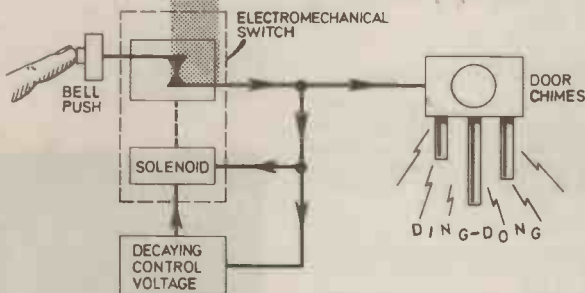 ELECTROMECHANICAL
SWITCH
BELL
PUSH
DOOR
CHIMES
SOLENOID
DING-DONG
DECAYING
CONTROL
VOLTAGE